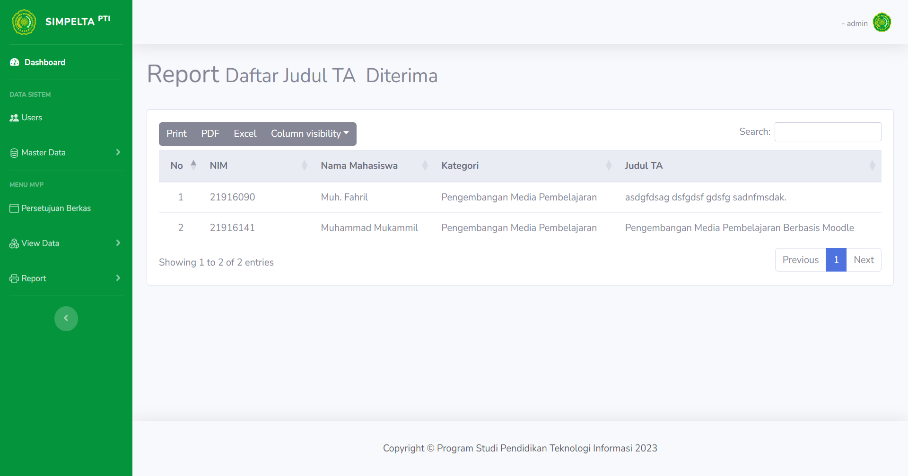 SIMPELTA PTI
- admin
Dashboard
DATA SISTEM
Users
Master Data
MENU MVP
Persetujuan Berkas
View Data
Report
Report Daftar Judul TA Diterima
Print PDF Excel Column visibility
Search:
No NIM Nama Mahasiswa Kategori Judul TA
1 21916090 Muh. Fahril Pengembangan Media Pembelajaran asdgfdsag dsfgdsf gdsfg sadnfmsdak.
2 21916141 Muhammad Mukammil Pengembangan Media Pembelajaran Pengembangan Media Pembelajaran Berbasis Moodle
Showing 1 to 2 of 2 entries
Previous 1 Next
Copyright © Program Studi Pendidikan Teknologi Informasi 2023